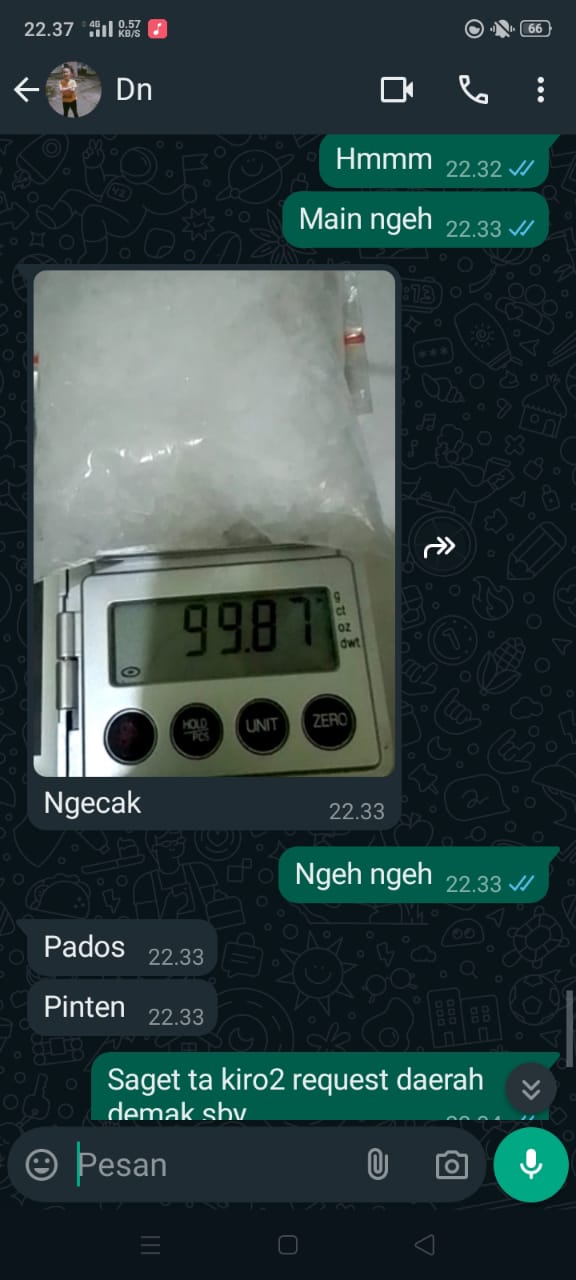 22.37 4G 0.57 KB/S 66
Dn
Hmmm 22.32
Main ngeh 22.33
g
ct
99.87 oz
dwt
HOLD PCS UNIT ZERO
Ngecak 22.33
Ngeh ngeh 22.33
Pados 22.33
Pinten 22.33
Saget ta kiro2 request daerah
demak sby
Pesan